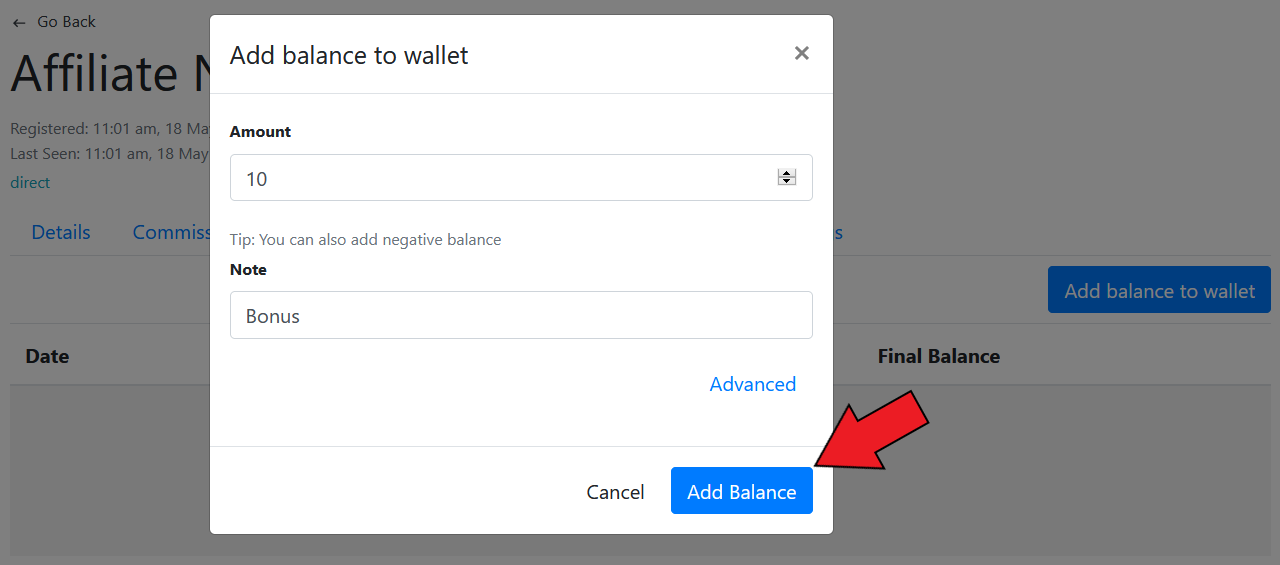 ← Go Back
Affiliate
Registered: 11:01 am, 18 May
Last Seen: 11:01 am, 18 May
direct
Details
Add balance to wallet
×
Amount
10
Tip: You can also add negative balance
Note
Bonus
Advanced
Cancel
Add Balance
Add balance to wallet
Date
Final Balance